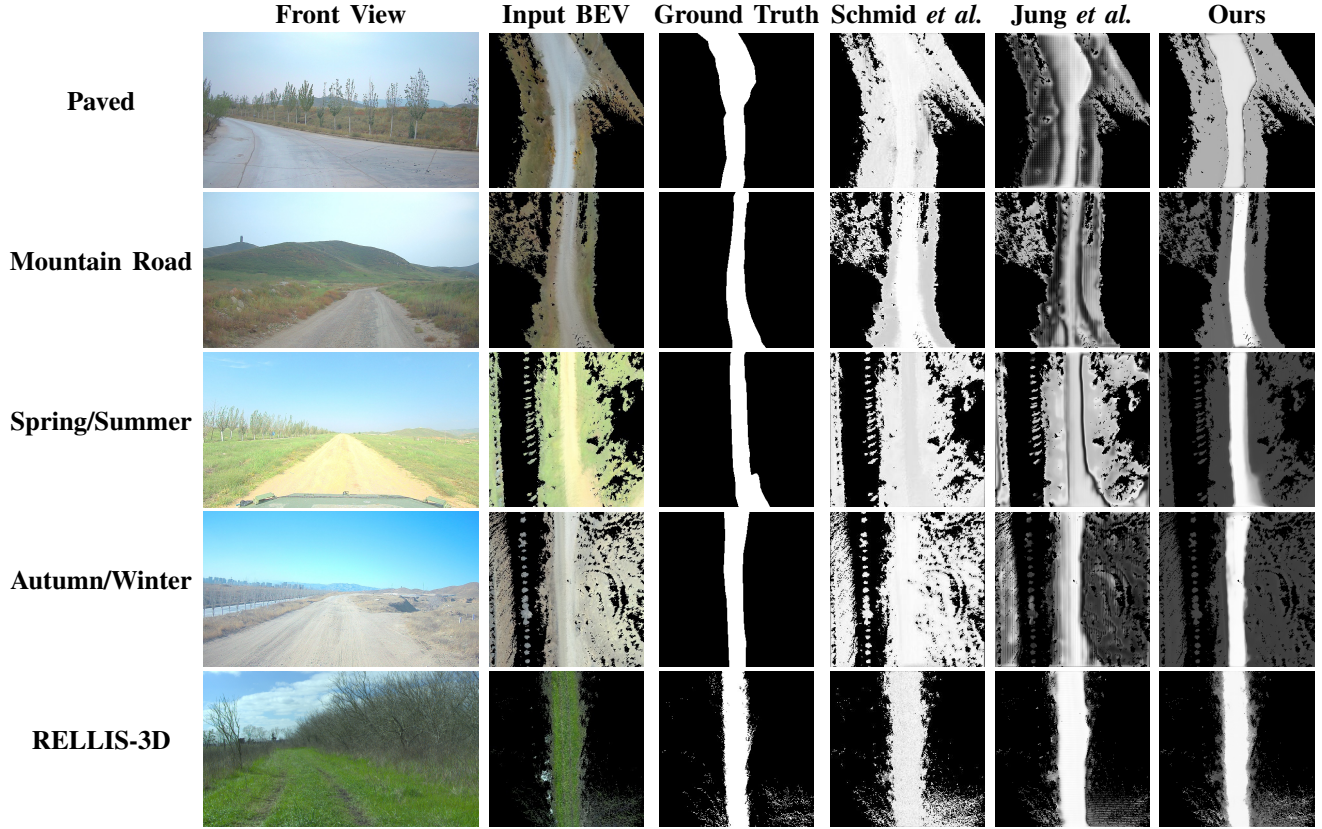 Front View Input BEV Ground Truth Schmid et al. Jung et al. Ours
Paved
Mountain Road
Spring/Summer
Autumn/Winter
RELLIS-3D